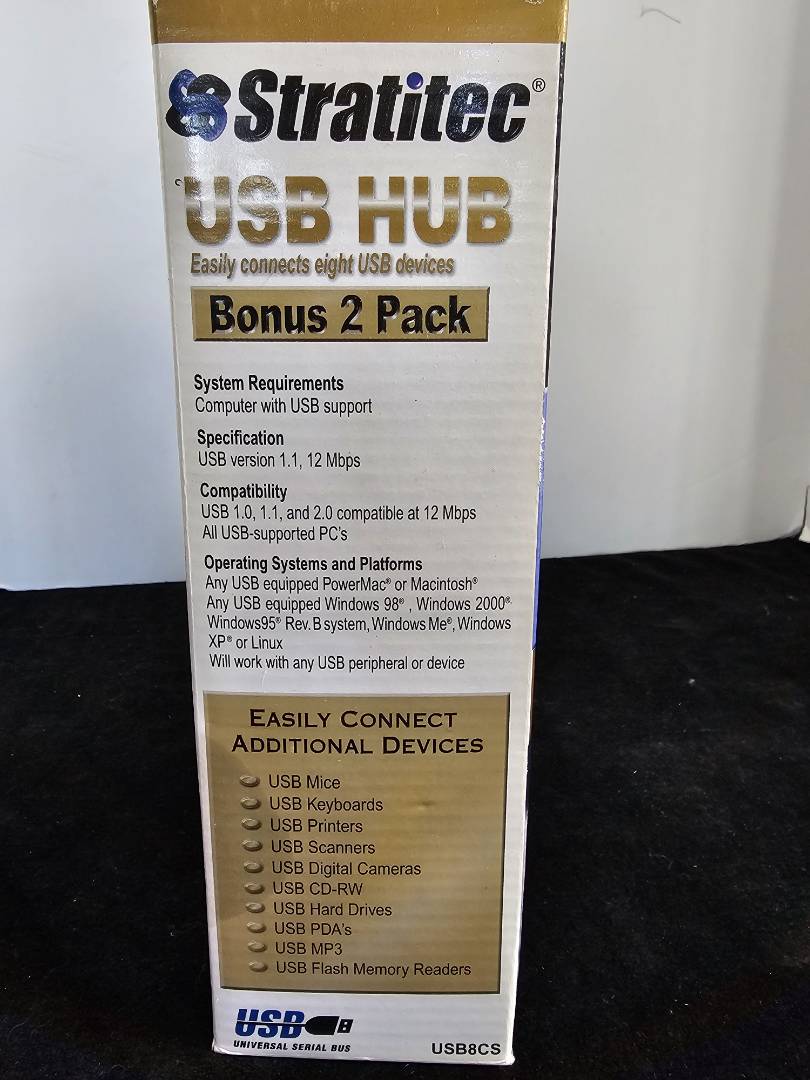 Stratitec®
USB HUB
Easily connects eight USB devices
Bonus 2 Pack
System Requirements
Computer with USB support
Specification
USB version 1.1, 12 Mbps
Compatibility
USB 1.0, 1.1, and 2.0 compatible at 12 Mbps
All USB-supported PC's
Operating Systems and Platforms
Any USB equipped PowerMac® or Macintosh®
Any USB equipped Windows 98® , Windows 2000®
Windows95® Rev. B system, Windows Me®, Windows
XP® or Linux
Will work with any USB peripheral or device
EASILY CONNECT
ADDITIONAL DEVICES
USB Mice
USB Keyboards
USB Printers
USB Scanners
USB Digital Cameras
USB CD-RW
USB Hard Drives
USB PDA's
USB MP3
USB Flash Memory Readers
USB
UNIVERSAL SERIAL BUS
USB8CS